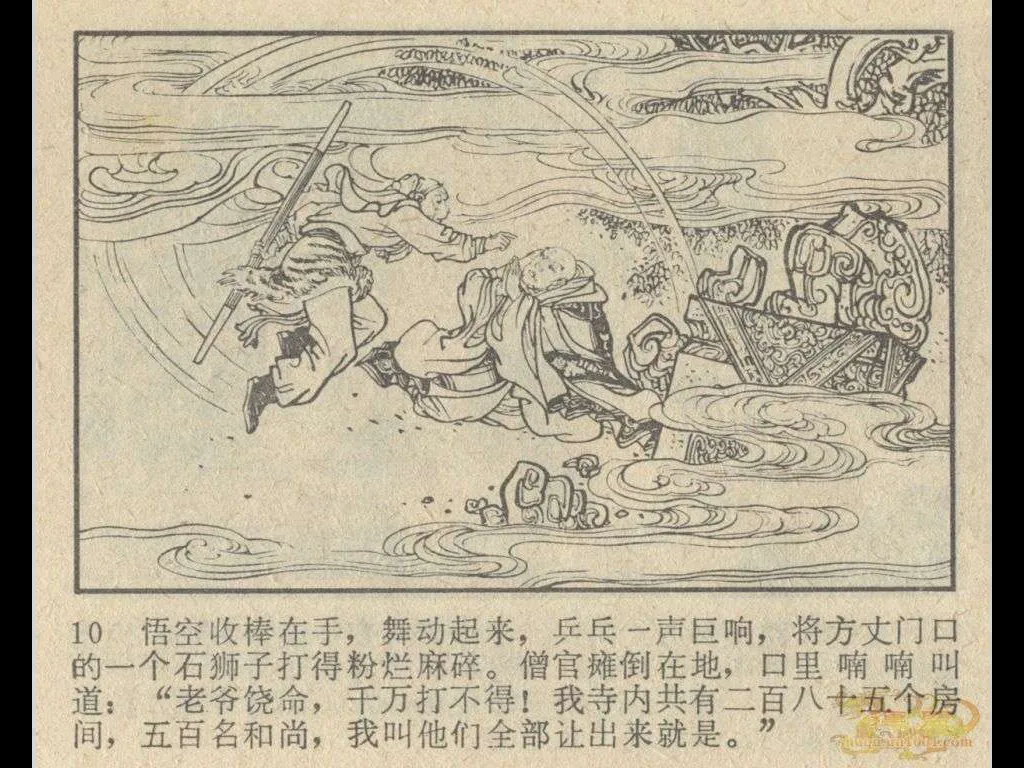 10 悟空收棒在手，舞动起来，乒乓一声巨响，将方丈门口
的一个石狮子打得粉烂麻碎。僧官瘫倒在地，口里喃喃叫
道：“老爷饶命，千万打不得！我寺内共有二百八十五个房
间，五百名和尚，我叫他们全部让出来就是。”